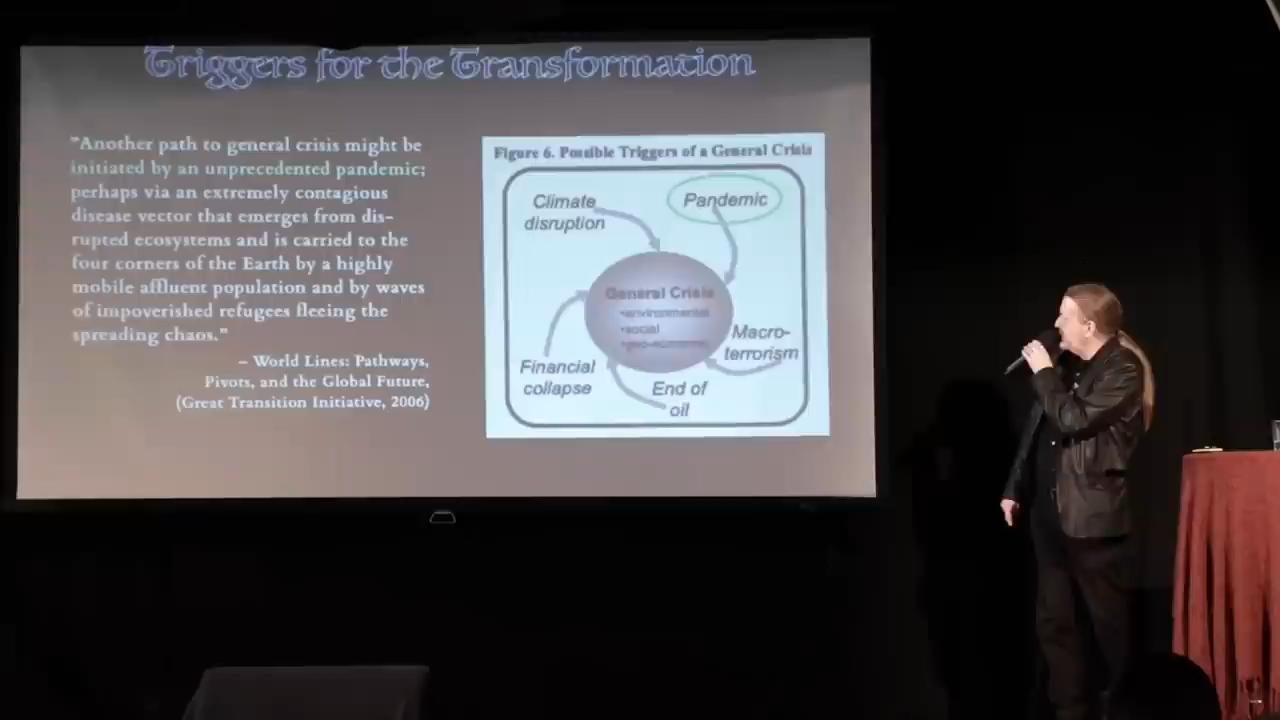 Triggers for the Transformation
"Another path to general crisis might be
initiated by an unprecedented pandemic;
perhaps via an extremely contagious
disease vector that emerges from dis-
rupted ecosystems and is carried to the
four corners of the Earth by a highly
mobile affluent population and by waves
of impoverished refugees fleeing the
spreading chaos."
– World Lines: Pathways,
Pivots, and the Global Future,
(Great Transition Initiative, 2006)
Figure 6. Possible Triggers of a General Crisis
Climate
disruption
Pandemic
General Crisis
•environmental
•social
Macro-
terrorism
Financial
collapse
End of
oil